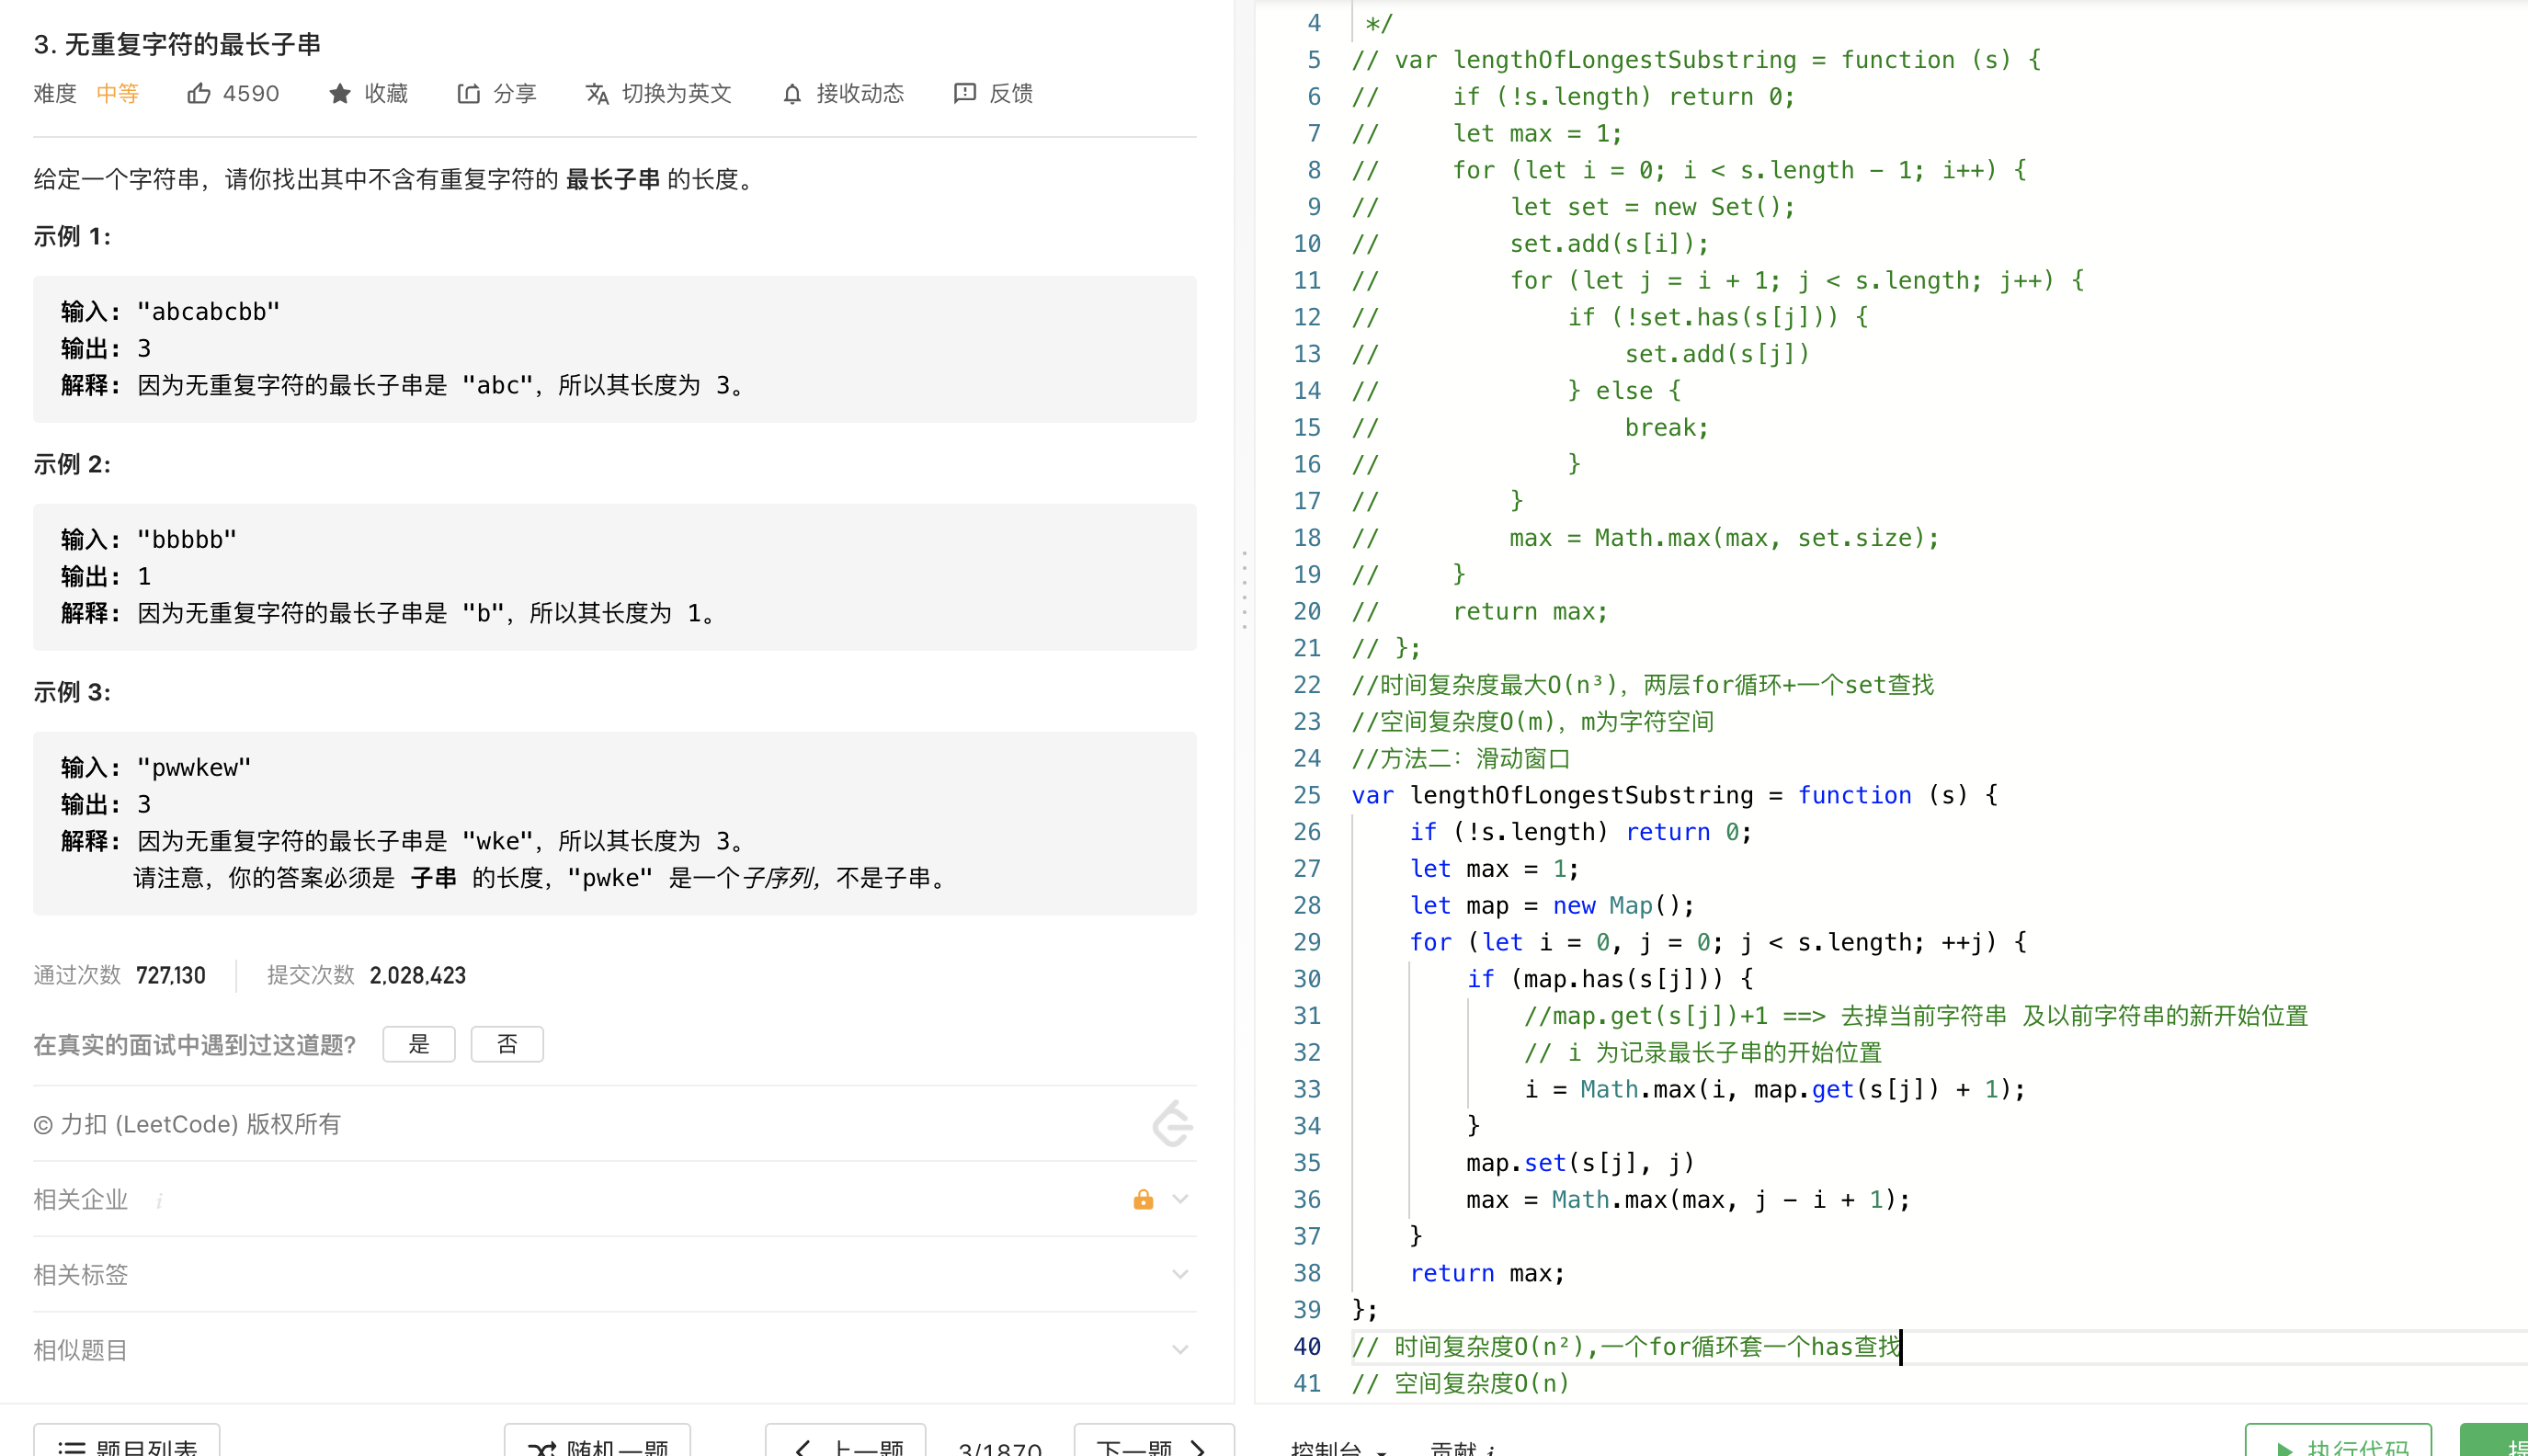 3. 无重复字符的最长子串
难度 中等 4590 收藏 分享 切换为英文 接收动态 反馈
给定一个字符串，请你找出其中不含有重复字符的 最长子串 的长度。
示例 1:
输入: "abcabcbb"
输出: 3
解释: 因为无重复字符的最长子串是 "abc"，所以其长度为 3。
示例 2:
输入: "bbbbb"
输出: 1
解释: 因为无重复字符的最长子串是 "b"，所以其长度为 1。
示例 3:
输入: "pwwkew"
输出: 3
解释: 因为无重复字符的最长子串是 "wke"，所以其长度为 3。
请注意，你的答案必须是 子串 的长度，"pwke" 是一个子序列，不是子串。
通过次数 727,130 提交次数 2,028,423
在真实的面试中遇到过这道题? 是 否
© 力扣 (LeetCode) 版权所有
相关企业 i
相关标签
相似题目
题目列表 随机一题 上一题 3/1870 下一题
4 */
5 // var lengthOfLongestSubstring = function (s) {
6 //     if (!s.length) return 0;
7 //     let max = 1;
8 //     for (let i = 0; i < s.length - 1; i++) {
9 //         let set = new Set();
10 //         set.add(s[i]);
11 //         for (let j = i + 1; j < s.length; j++) {
12 //             if (!set.has(s[j])) {
13 //                 set.add(s[j])
14 //             } else {
15 //                 break;
16 //             }
17 //         }
18 //         max = Math.max(max, set.size);
19 //     }
20 //     return max;
21 // };
22 //时间复杂度最大O(n³)，两层for循环+一个set查找
23 //空间复杂度O(m)，m为字符空间
24 //方法二：滑动窗口
25 var lengthOfLongestSubstring = function (s) {
26     if (!s.length) return 0;
27     let max = 1;
28     let map = new Map();
29     for (let i = 0, j = 0; j < s.length; ++j) {
30         if (map.has(s[j])) {
31             //map.get(s[j])+1 ==> 去掉当前字符串 及以前字符串的新开始位置
32             // i 为记录最长子串的开始位置
33             i = Math.max(i, map.get(s[j]) + 1);
34         }
35         map.set(s[j], j)
36         max = Math.max(max, j - i + 1);
37     }
38     return max;
39 };
40 // 时间复杂度O(n²),一个for循环套一个has查找
41 // 空间复杂度O(n)
控制台 贡献 i 执行代码